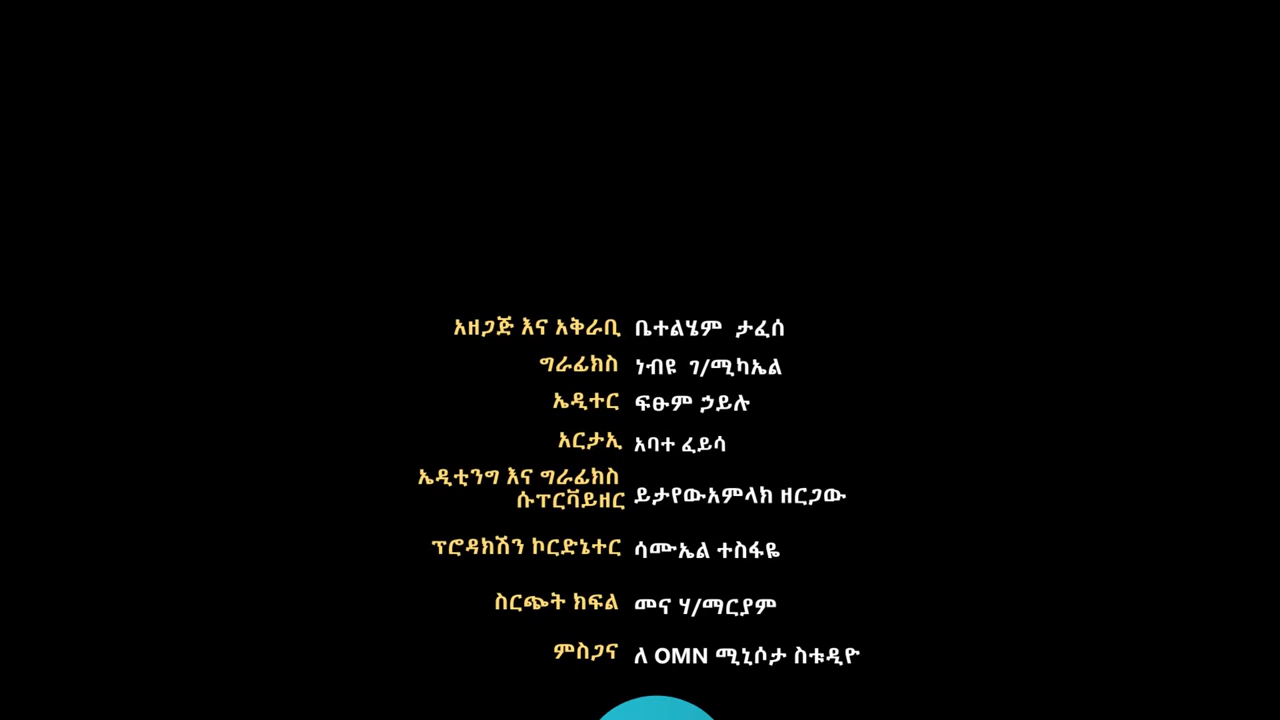 አዘጋጅ እና አቅራቢ ቤተልሄም ታፈሰ
ግራፊክስ ነብዩ ገ/ሚካኤል
ኤዲተር ፍፁም ኃይሉ
አርታኢ አባተ ፈይሳ
ኤዲቲንግ እና ግራፊክስ
ሱፐርቫይዘር ይታየውአምላክ ዘርጋው
ፕሮዳክሽን ኮርድኔተር ሳሙኤል ተስፋዬ
ስርጭት ክፍል መና ሃ/ማርያም
ምስጋና ለ OMN ሚኒሶታ ስቱዲዮ